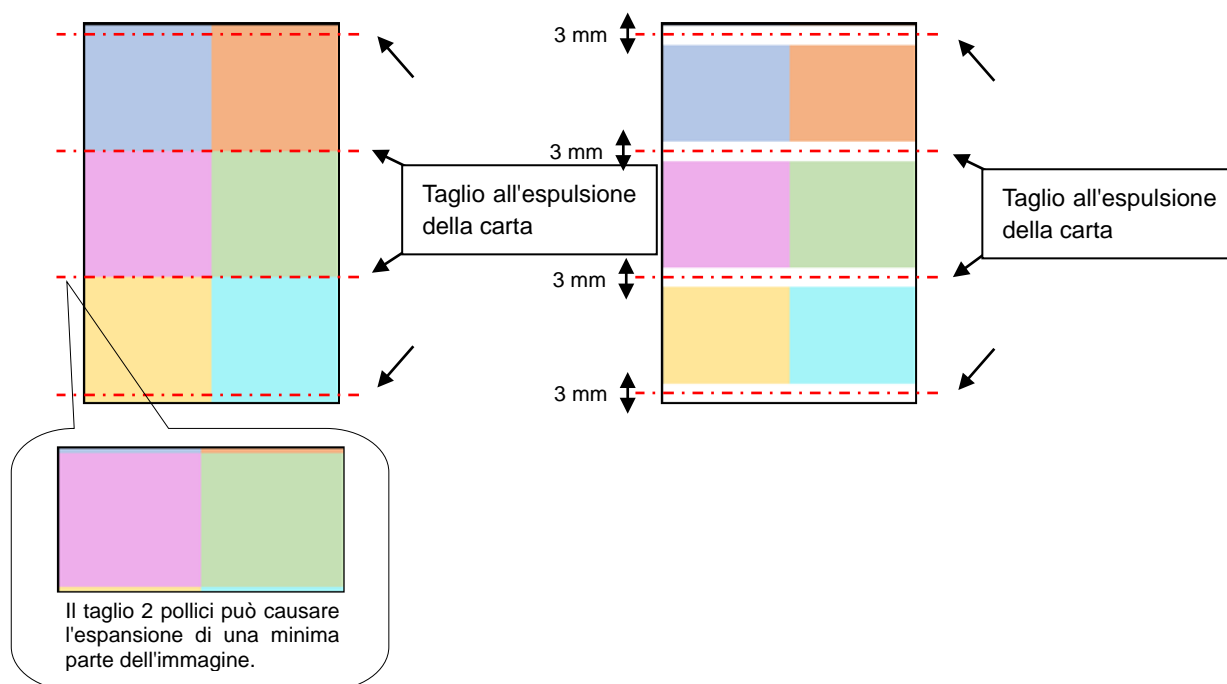 Taglio all'espulsione
della carta
Il taglio 2 pollici può causare
l'espansione di una minima
parte dell'immagine.
3 mm
3 mm
3 mm
3 mm
Taglio all'espulsione
della carta